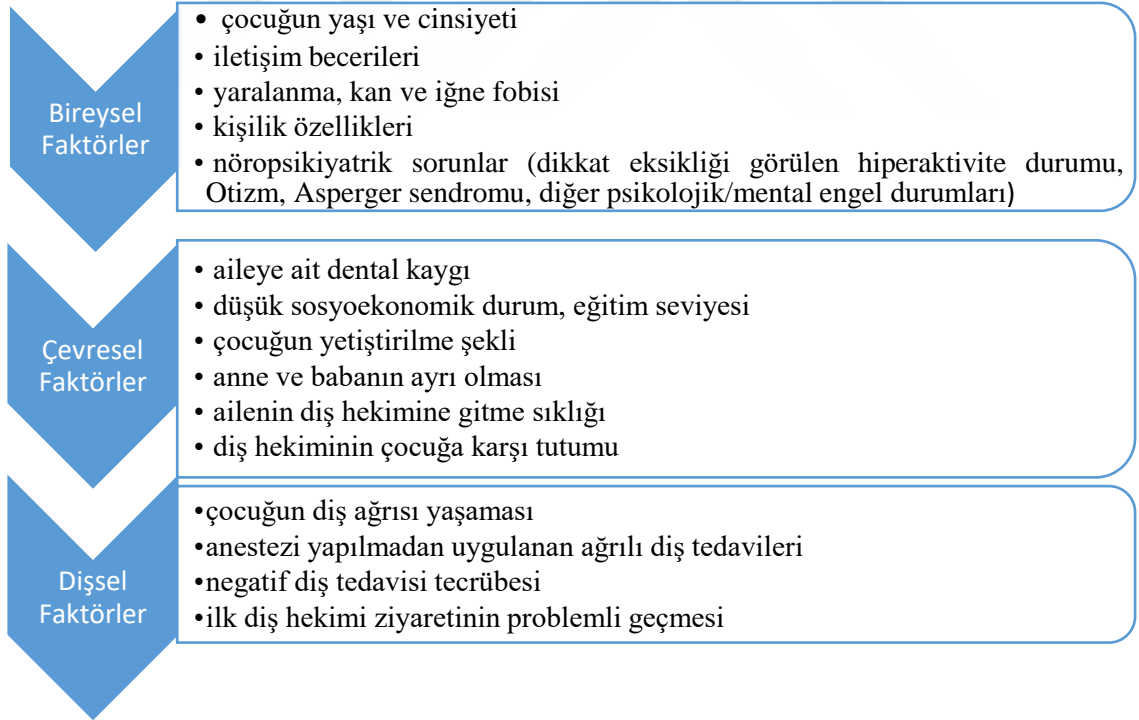 Bireysel
Faktörler
• çocuğun yaşı ve cinsiyeti
• iletişim becerileri
• yaralanma, kan ve iğne fobisi
• kişilik özellikleri
• nöropsikiyatrik sorunlar (dikkat eksikliği görülen hiperaktivite durumu,
Otizm, Asperger sendromu, diğer psikolojik/mental engel durumları)
Çevresel
Faktörler
• aileye ait dental kaygı
• düşük sosyoekonomik durum, eğitim seviyesi
• çocuğun yetiştirilme şekli
• anne ve babanın ayrı olması
• ailenin diş hekimine gitme sıklığı
• diş hekiminin çocuğa karşı tutumu
Dişsel
Faktörler
•çocuğun diş ağrısı yaşaması
•anestezi yapılmadan uygulanan ağrılı diş tedavileri
•negatif diş tedavisi tecrübesi
•ilk diş hekimi ziyaretinin problemli geçmesi